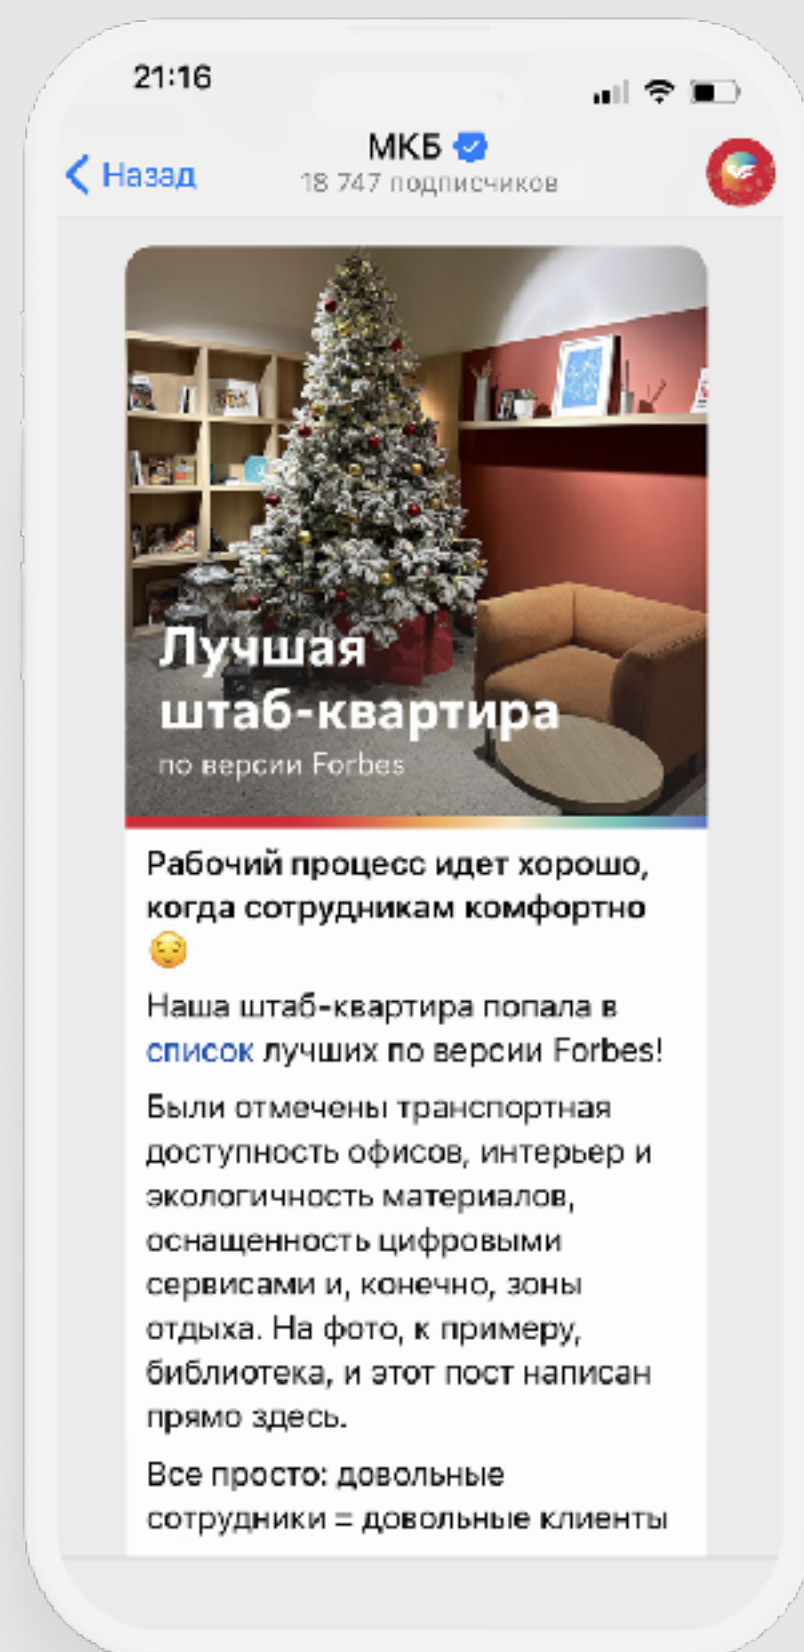 21:16
Назад
МКБ
18 747 подписчиков
Лучшая
штаб-квартира
по версии Forbes
Рабочий процесс идет хорошо,
когда сотрудникам комфортно
😌
Наша штаб-квартира попала в
список лучших по версии Forbes!
Были отмечены транспортная
доступность офисов, интерьер и
экологичность материалов,
оснащенность цифровыми
сервисами и, конечно, зоны
отдыха. На фото, к примеру,
библиотека, и этот пост написан
прямо здесь.
Все просто: довольные
сотрудники = довольные клиенты